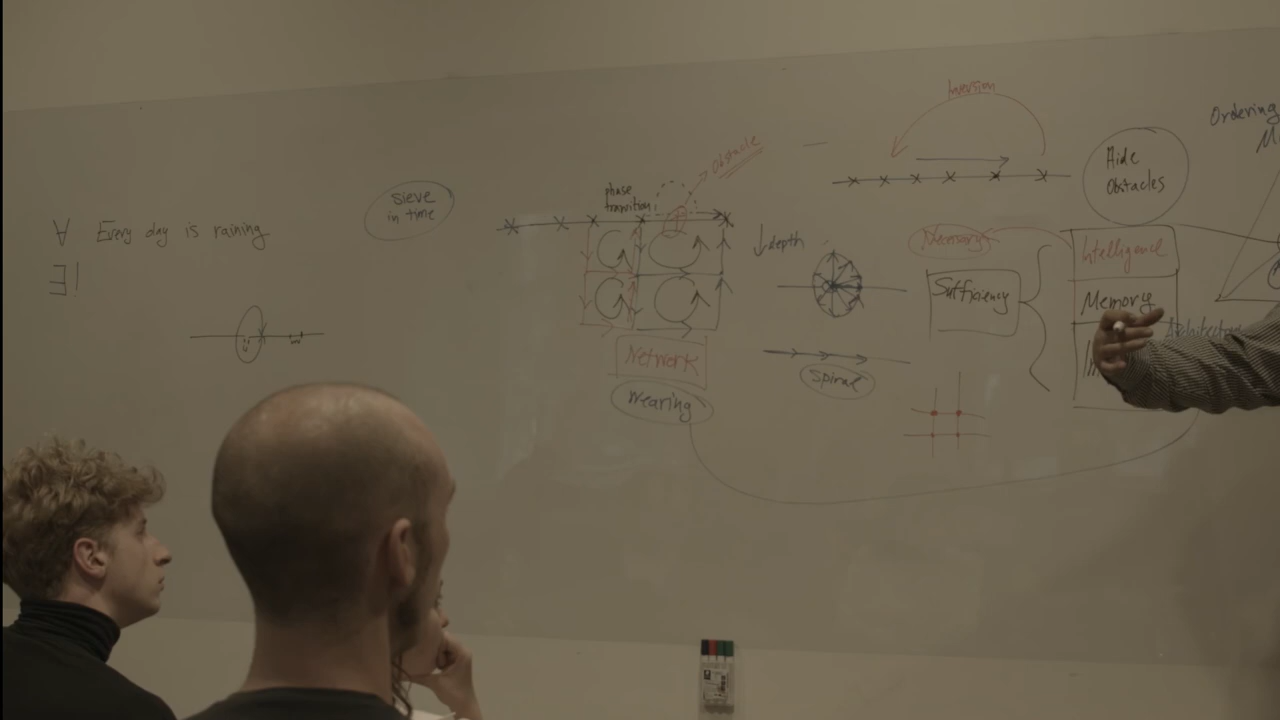 ∀ Every day is raining
∃!
sieve
in time
phase
transition
Obstacle
Network
Wearing
↓depth
Spiral
Inversion
Necessary
Sufficiency
Hide
Obstacles
Intelligence
Memory
Architecture
Ordering